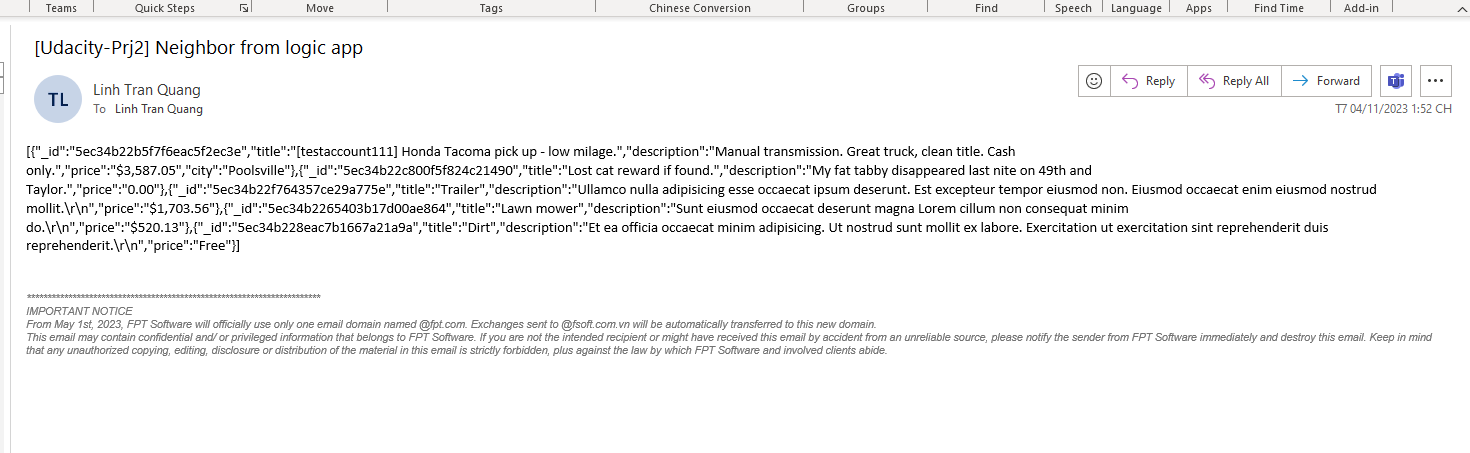 Teams Quick Steps Move Tags Chinese Conversion Groups Find Speech Language Apps Find Time Add-in
[Udacity-Prj2] Neighbor from logic app
TL
Linh Tran Quang
To Linh Tran Quang
Reply Reply All Forward
T7 04/11/2023 1:52 CH
[{"_id":"5ec34b22b5f7f6eac5f2ec3e","title":"[testaccount111] Honda Tacoma pick up - low milage.","description":"Manual transmission. Great truck, clean title. Cash
only.","price":"$3,587.05","city":"Poolsville"},{"_id":"5ec34b22c800f5f824c21490","title":"Lost cat reward if found.","description":"My fat tabby disappeared last nite on 49th and
Taylor.","price":"0.00"},{"_id":"5ec34b22f764357ce29a775e","title":"Trailer","description":"Ullamco nulla adipisicing esse occaecat ipsum deserunt. Est excepteur tempor eiusmod non. Eiusmod occaecat enim eiusmod nostrud
mollit.\r\n","price":"$1,703.56"},{"_id":"5ec34b2265403b17d00ae864","title":"Lawn mower","description":"Sunt eiusmod occaecat deserunt magna Lorem cillum non consequat minim
do.\r\n","price":"$520.13"},{"_id":"5ec34b228eac7b1667a21a9a","title":"Dirt","description":"Et ea officia occaecat minim adipisicing. Ut nostrud sunt mollit ex labore. Exercitation ut exercitation sint reprehenderit duis
reprehenderit.\r\n","price":"Free"}]
***********************************************************************
IMPORTANT NOTICE
From May 1st, 2023, FPT Software will officially use only one email domain named @fpt.com. Exchanges sent to @fsoft.com.vn will be automatically transferred to this new domain.
This email may contain confidential and/ or privileged information that belongs to FPT Software. If you are not the intended recipient or might have received this email by accident from an unreliable source, please notify the sender from FPT Software immediately and destroy this email. Keep in mind
that any unauthorized copying, editing, disclosure or distribution of the material in this email is strictly forbidden, plus against the law by which FPT Software and involved clients abide.